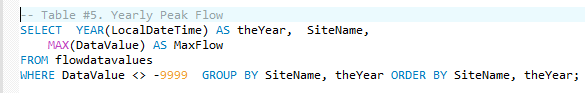 -- Table #5. Yearly Peak Flow
SELECT  YEAR(LocalDateTime) AS theYear,  SiteName,
    MAX(DataValue) AS MaxFlow
FROM flowdatavalues
WHERE DataValue <> -9999  GROUP BY SiteName, theYear ORDER BY SiteName, theYear;